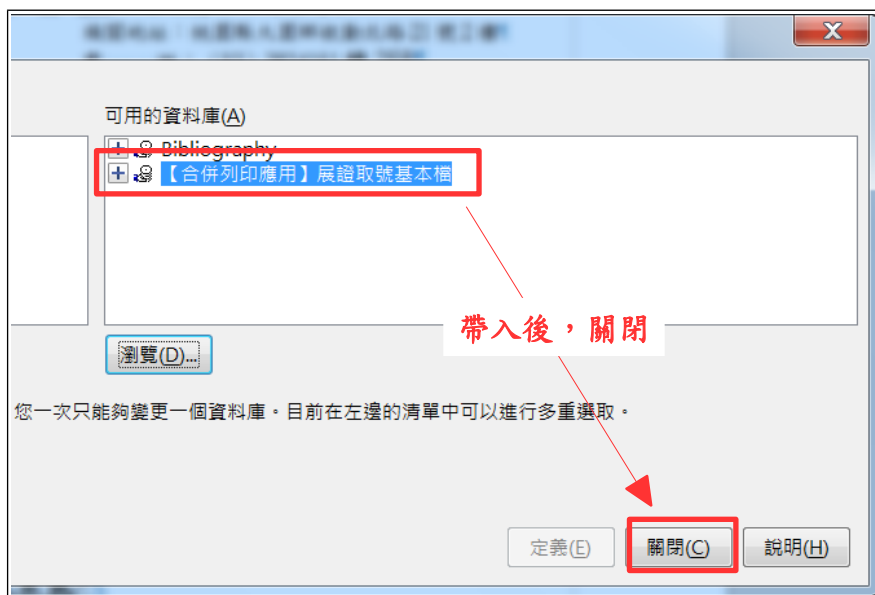 X
可用的資料庫(A)
Bibliography
【合併列印應用】展證取號基本檔
帶入後，關閉
瀏覽(D)...
您一次只能夠變更一個資料庫。目前在左邊的清單中可以進行多重選取。
定義(E)
關閉(C)
說明(H)